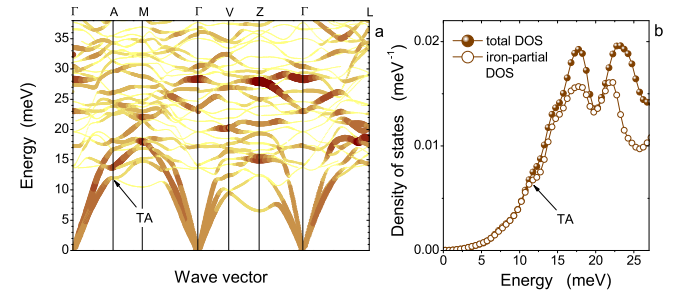 Γ A M Γ V Z Γ L
a
35
30
25
20
15
10
5
0
Energy (meV)
TA
Wave vector
b
total DOS
iron-partial
DOS
0.02
0.01
0.00
Density of states (meV⁻¹)
TA
0 5 10 15 20 25
Energy (meV)